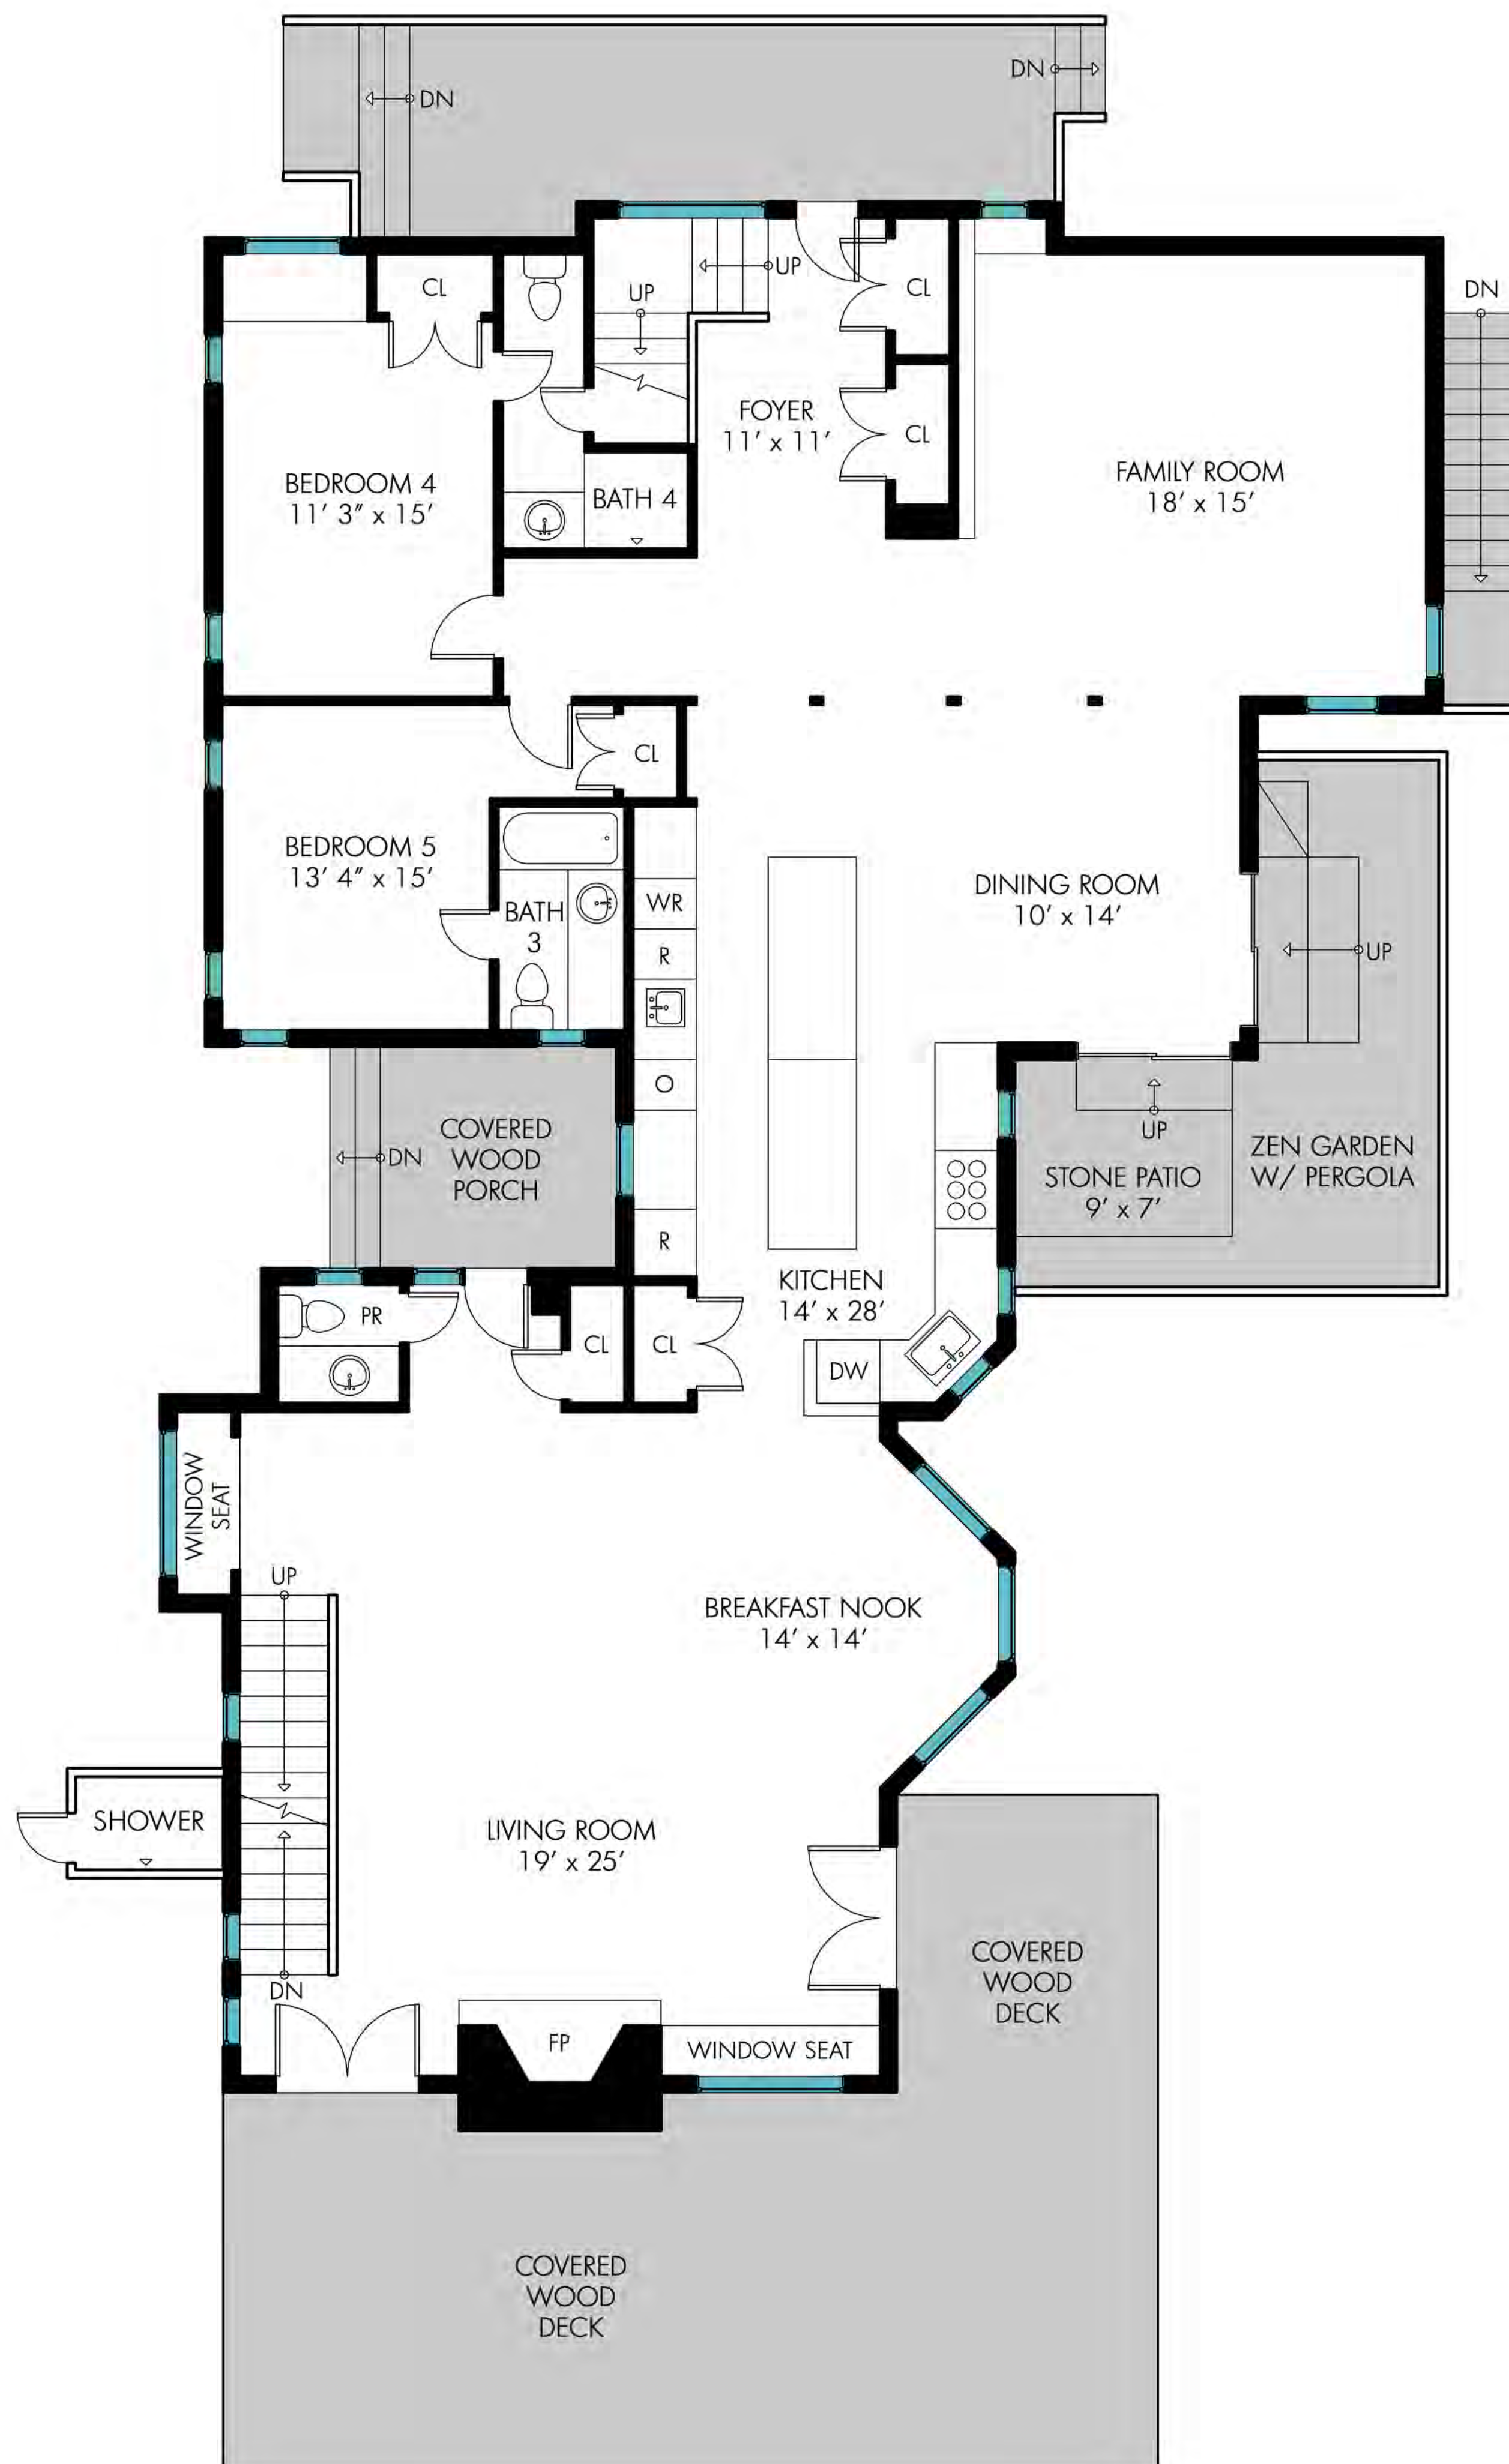 DN
DN
UP
UP
CL
CL
DN
FOYER
11′ x 11′
CL
BEDROOM 4
11′ 3″ x 15′
BATH 4
FAMILY ROOM
18′ x 15′
CL
BEDROOM 5
13′ 4″ x 15′
BATH
3
WR
R
DINING ROOM
10′ x 14′
UP
O
COVERED
WOOD
PORCH
DN
UP
STONE PATIO
9′ x 7′
ZEN GARDEN
W/ PERGOLA
R
KITCHEN
14′ x 28′
PR
CL
CL
DW
WINDOW
SEAT
UP
BREAKFAST NOOK
14′ x 14′
SHOWER
LIVING ROOM
19′ x 25′
DN
COVERED
WOOD
DECK
FP
WINDOW SEAT
COVERED
WOOD
DECK